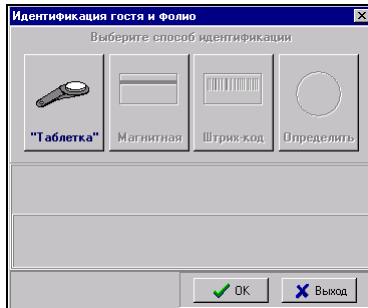 Идентификация гостя и фолио
Выберите способ идентификации
"Таблетка" Магнитная Штрих-код Определить
OK Выход